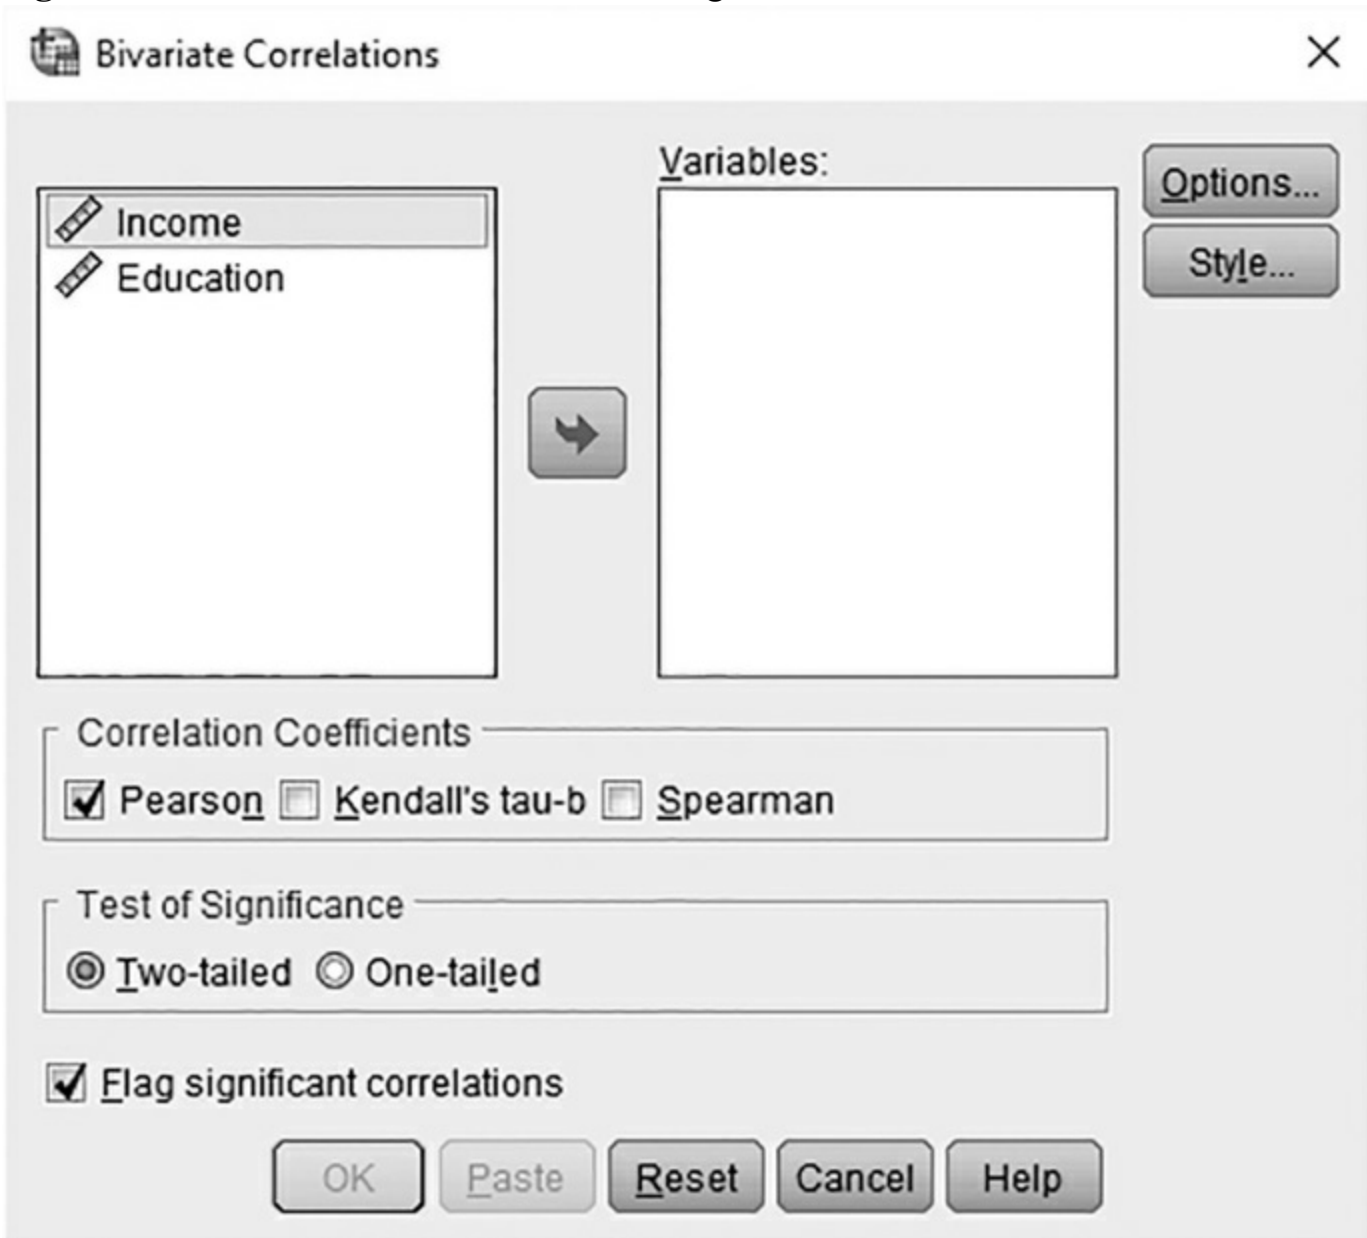 Bivariate Correlations
Variables:
Options...
Income
Education
Style...
Correlation Coefficients
Pearson Kendall's tau-b Spearman
Test of Significance
Two-tailed One-tailed
Flag significant correlations
OK Paste Reset Cancel Help